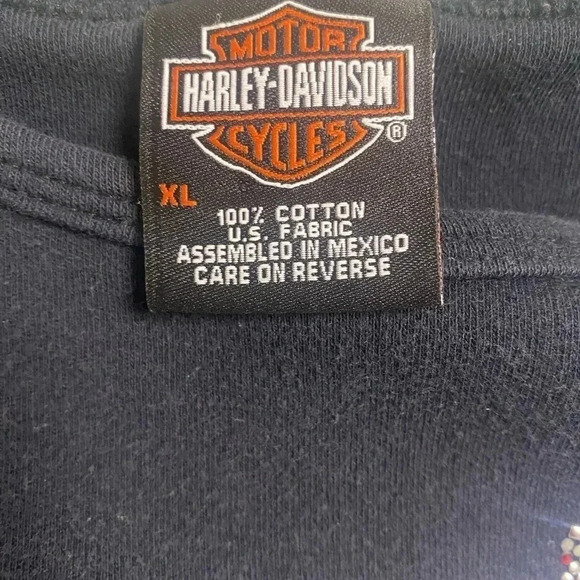 MOTOR
HARLEY-DAVIDSON
CYCLES ®
XL
100% COTTON
U.S. FABRIC
ASSEMBLED IN MEXICO
CARE ON REVERSE